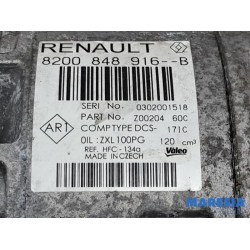 RENAULT
8200 848 916--B
SERI No. 0302001518
PART No. Z00204 60C
ART
COMPTYPE DCS- 171C
OIL :ZXL100PG 120 cm³
REF. HFC-134a
MADE IN CZECH
Valeo